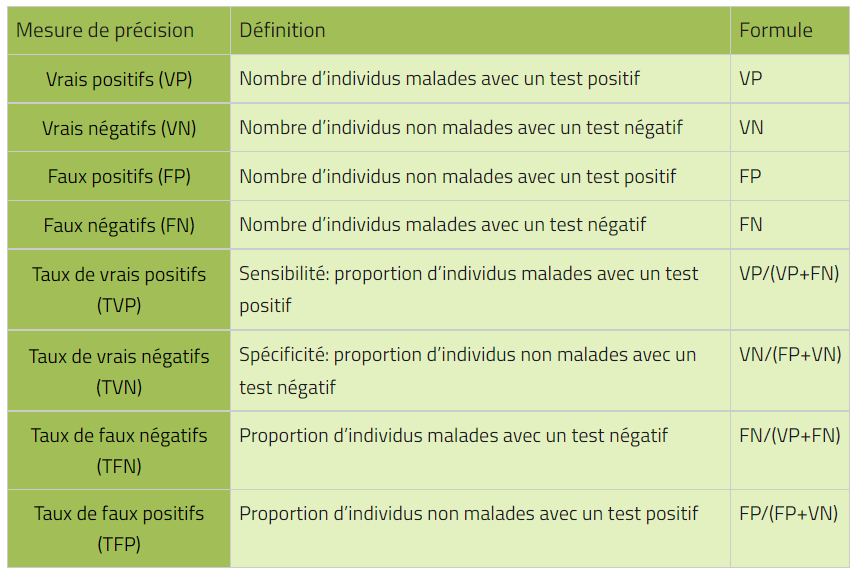 Mesure de précision Définition Formule
Vrais positifs (VP) Nombre d’individus malades avec un test positif VP
Vrais négatifs (VN) Nombre d’individus non malades avec un test négatif VN
Faux positifs (FP) Nombre d’individus non malades avec un test positif FP
Faux négatifs (FN) Nombre d’individus malades avec un test négatif FN
Taux de vrais positifs Sensibilité: proportion d’individus malades avec un test VP/(VP+FN)
(TVP) positif
Taux de vrais négatifs Spécificité: proportion d’individus non malades avec un VN/(FP+VN)
(TVN) test négatif
Taux de faux négatifs Proportion d’individus malades avec un test négatif FN/(VP+FN)
(TFN)
Taux de faux positifs Proportion d’individus non malades avec un test positif FP/(FP+VN)
(TFP)